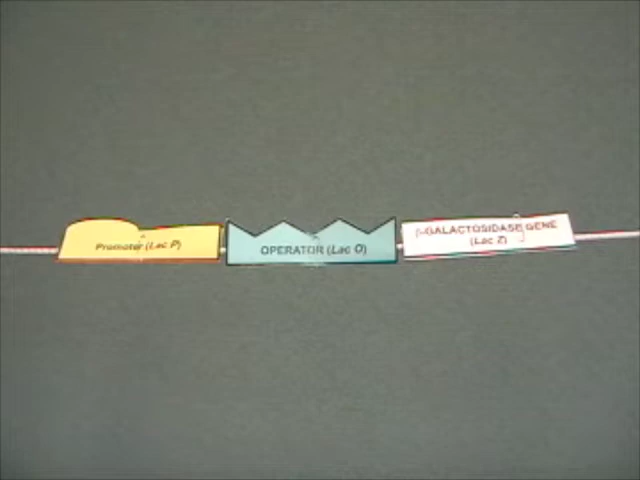 Promoter (Lac P)
OPERATOR (Lac O)
β-GALACTOSIDASE GENE
(Lac Z)